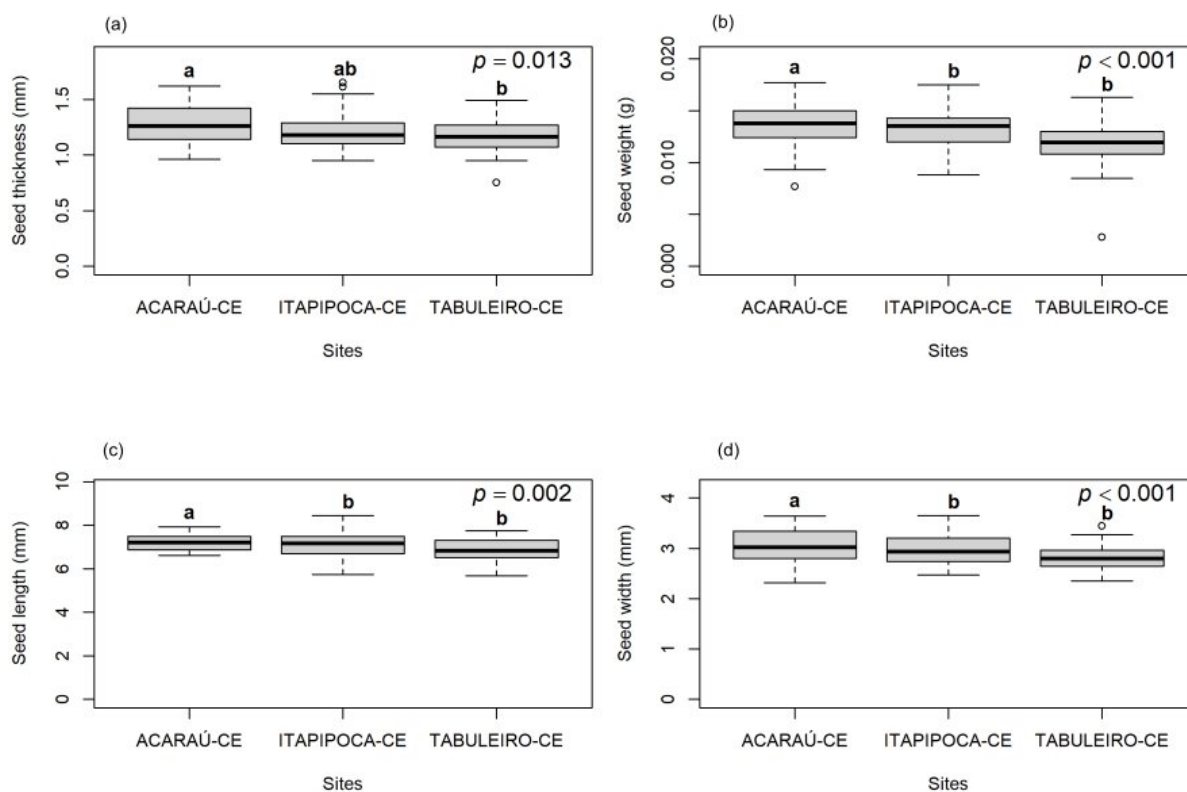 (a)
p = 0.013
a
ab
b
Seed thickness (mm)
0.0
0.5
1.0
1.5
ACARAÚ-CE
ITAPIPOCA-CE
TABULEIRO-CE
Sites
(b)
p < 0.001
a
b
b
Seed weight (g)
0.000
0.010
0.020
ACARAÚ-CE
ITAPIPOCA-CE
TABULEIRO-CE
Sites
(c)
p = 0.002
a
b
b
Seed length (mm)
0
2
4
6
8
10
ACARAÚ-CE
ITAPIPOCA-CE
TABULEIRO-CE
Sites
(d)
p < 0.001
a
b
b
Seed width (mm)
0
1
2
3
4
ACARAÚ-CE
ITAPIPOCA-CE
TABULEIRO-CE
Sites